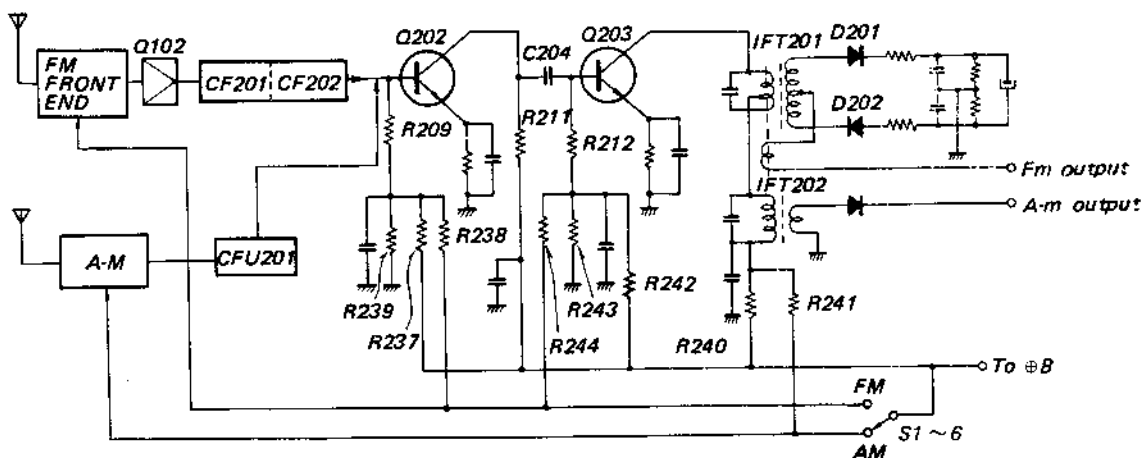 FM
FRONT
END
Q102
CF201
CF202
Q202
C204
Q203
IFT201
D201
D202
R209
R211
R212
Fm output
IFT202
A-m output
A-M
CFU201
R238
R239
R237
R244
R243
R242
R240
R241
To ⊕B
FM
AM
S1 ~ 6